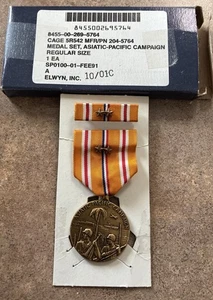 8455002695764
8455-00-269-5764
CAGE 5R542 MFR/PN 204-5764
MEDAL SET, ASIATIC-PACIFIC CAMPAIGN
REGULAR SIZE
1 EA
SP0100-01-FEE91
A
ELWYN, INC. 10/01C